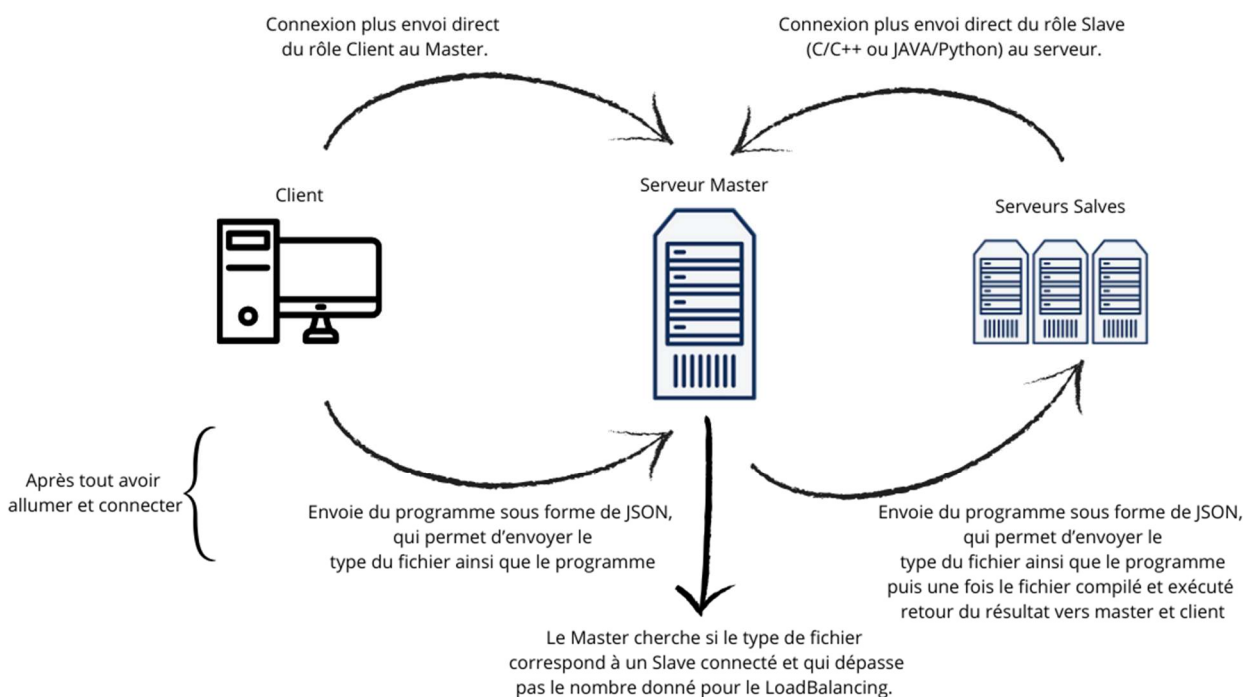 Connexion plus envoi direct
du rôle Client au Master.
Connexion plus envoi direct du rôle Slave
(C/C++ ou JAVA/Python) au serveur.
Client
Serveur Master
Serveurs Salves
Après tout avoir
allumer et connecter
Envoie du programme sous forme de JSON,
qui permet d'envoyer le
type du fichier ainsi que le programme
Envoie du programme sous forme de JSON,
qui permet d'envoyer le
type du fichier ainsi que le programme
puis une fois le fichier compilé et exécuté
retour du résultat vers master et client
Le Master cherche si le type de fichier
correspond à un Slave connecté et qui dépasse
pas le nombre donné pour le LoadBalancing.